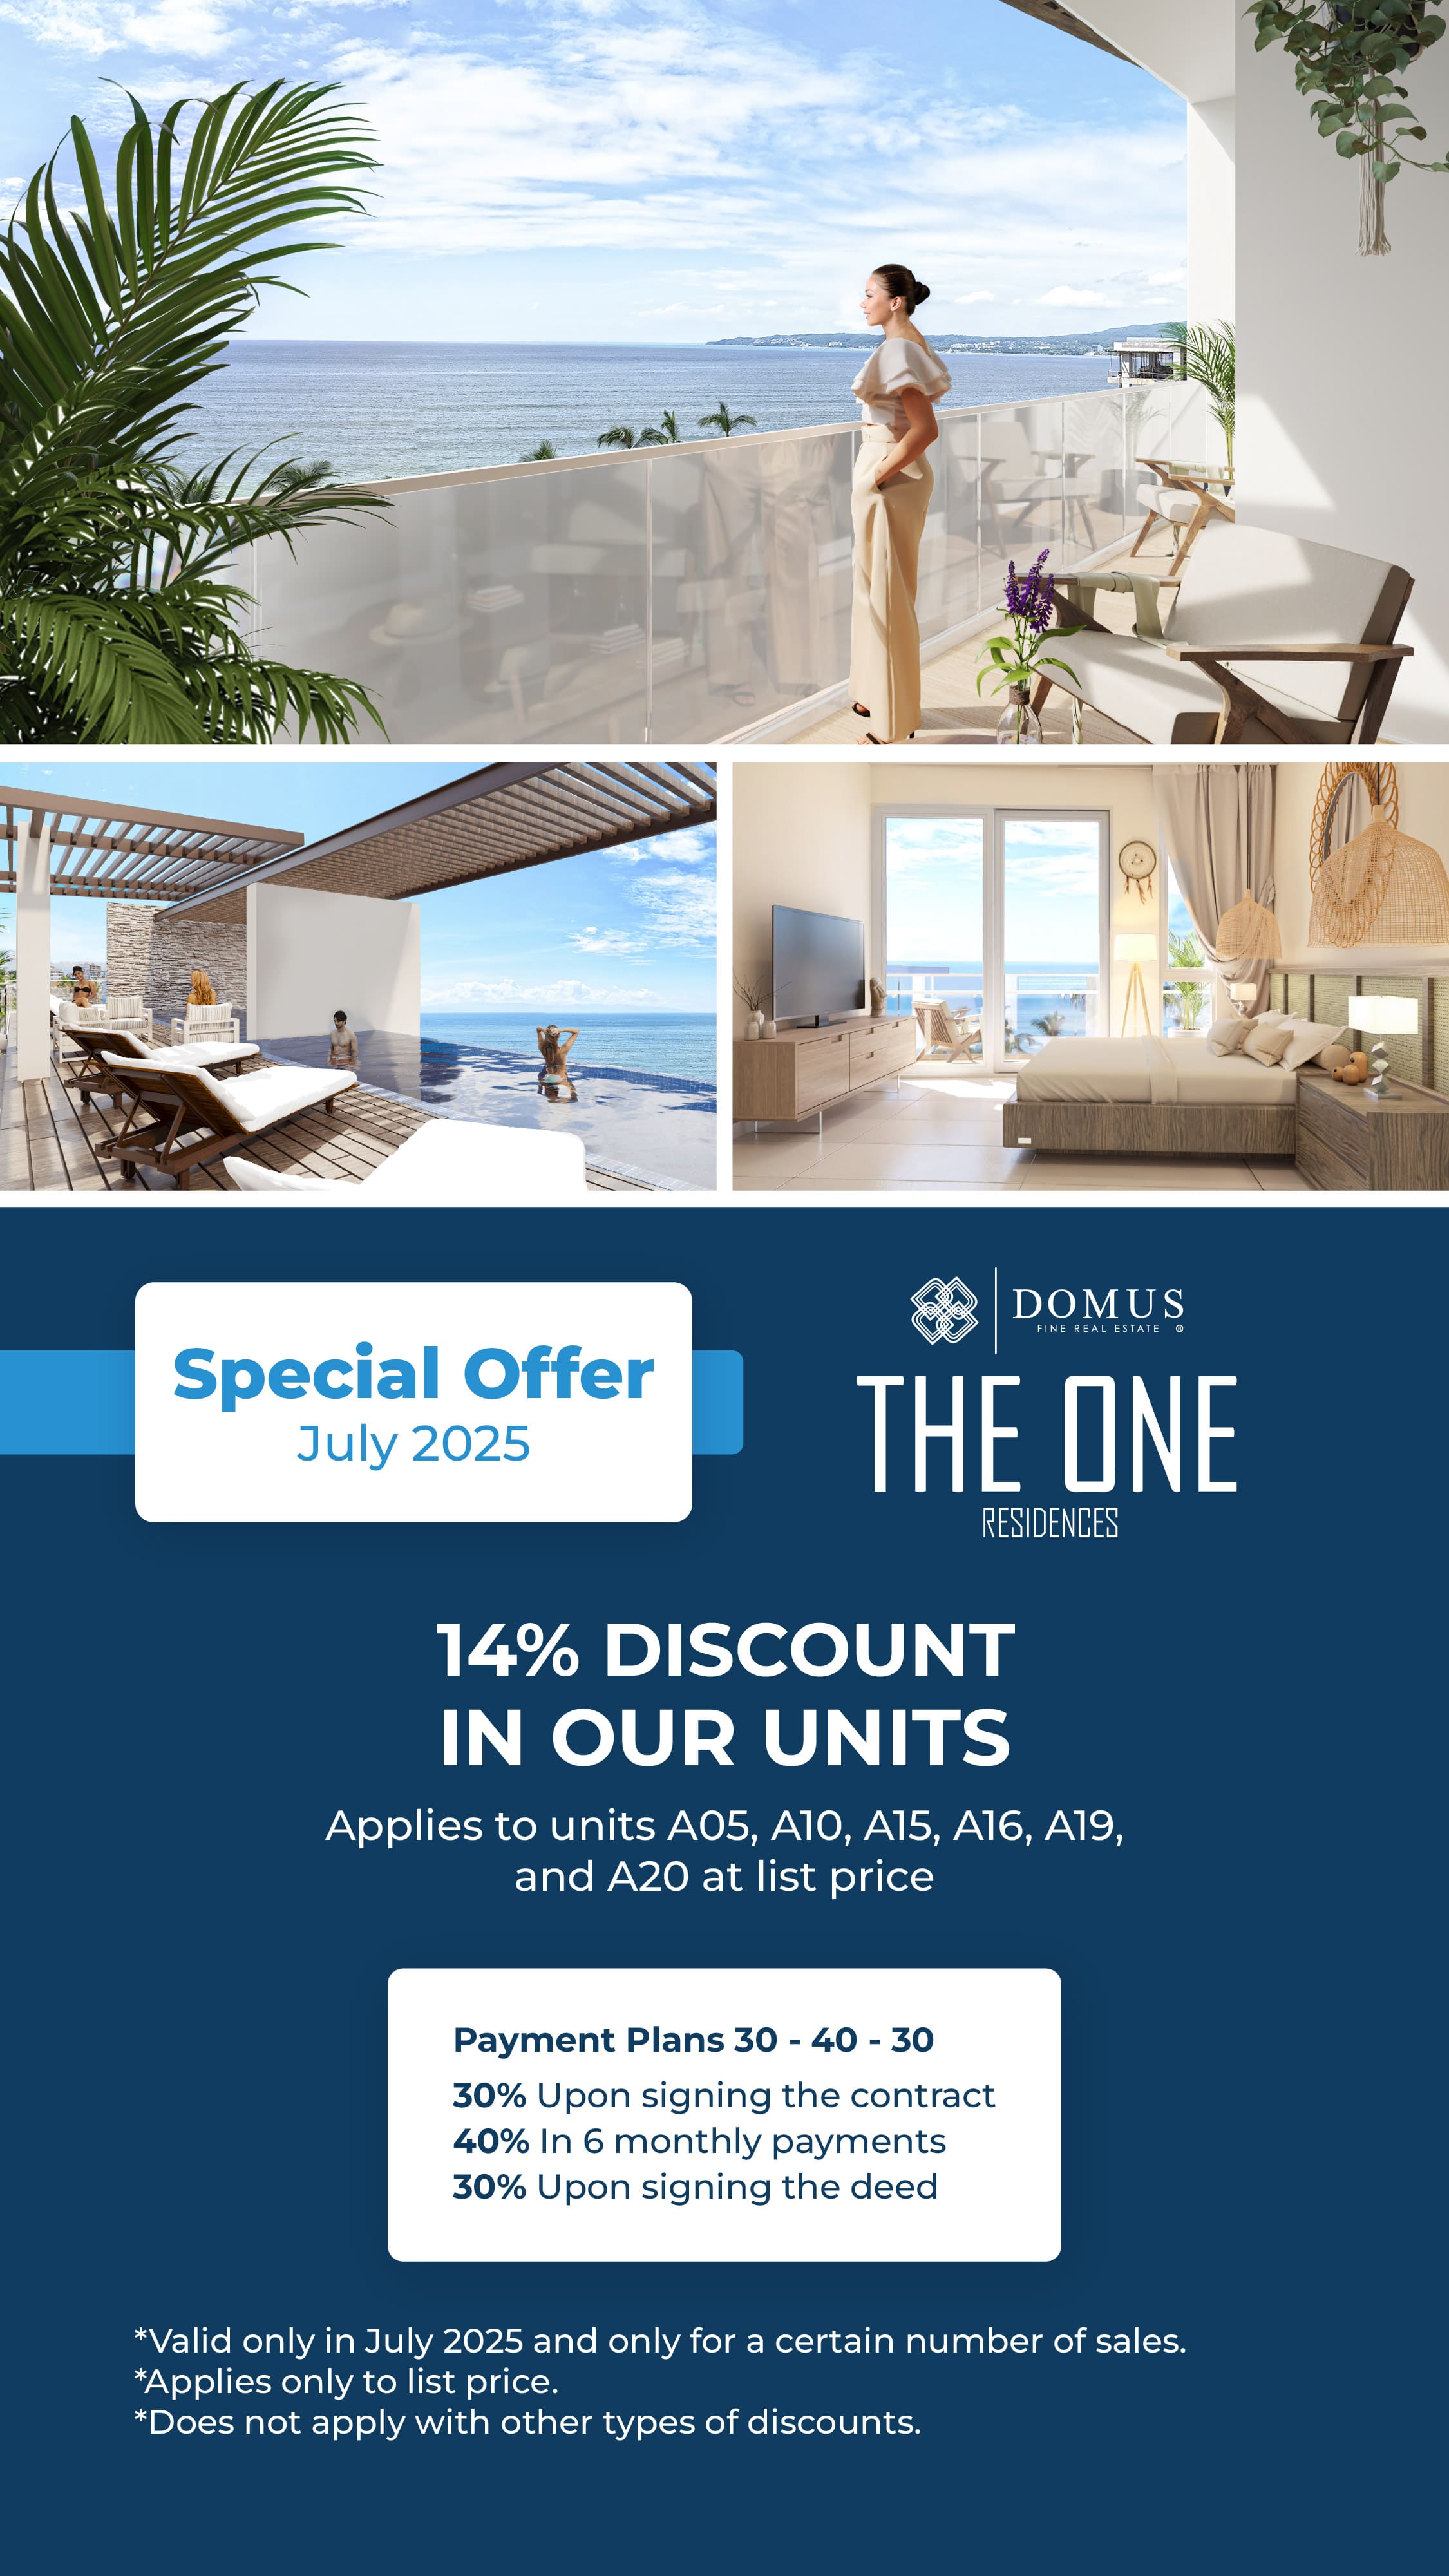 Special Offer
July 2025
DOMUS
FINE REAL ESTATE ®
THE ONE
RESIDENCES
14% DISCOUNT
IN OUR UNITS
Applies to units A05, A10, A15, A16, A19,
and A20 at list price
Payment Plans 30 - 40 - 30
30% Upon signing the contract
40% In 6 monthly payments
30% Upon signing the deed
*Valid only in July 2025 and only for a certain number of sales.
*Applies only to list price.
*Does not apply with other types of discounts.